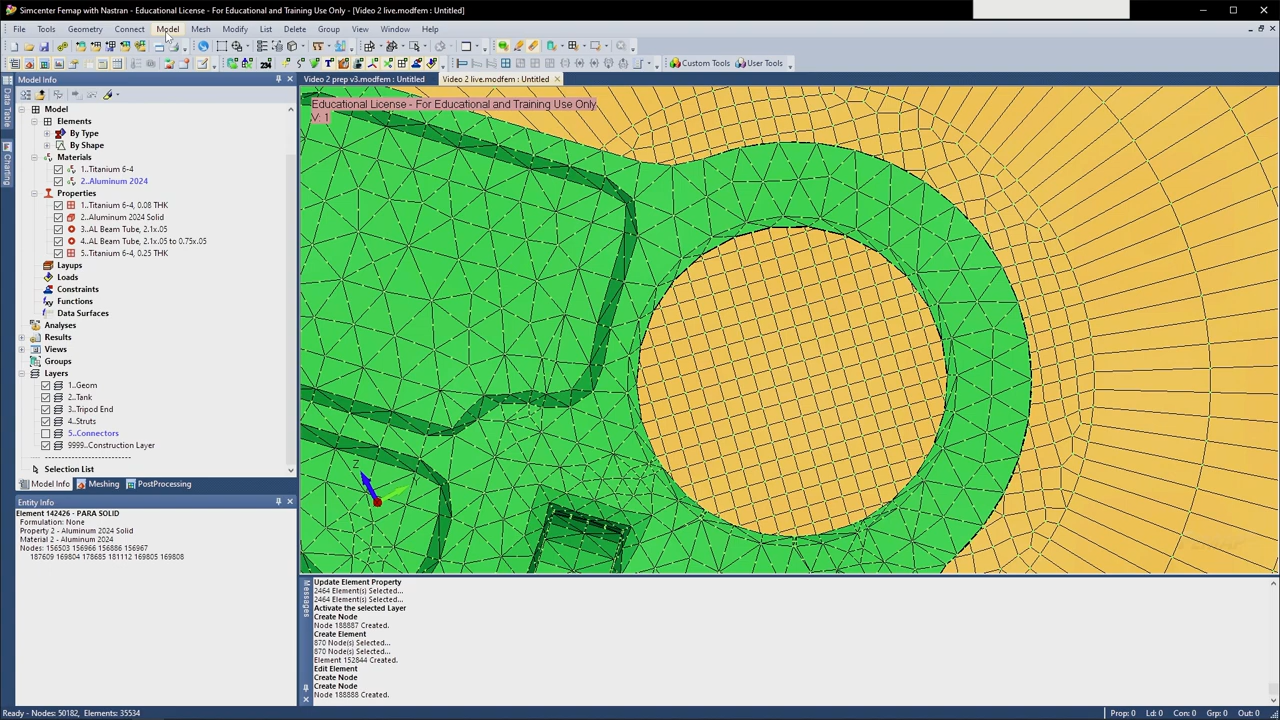 Simcenter Femap with Nastran - Educational License - For Educational and Training Use Only - [Video 2 live.modfem : Untitled]
File Tools Geometry Connect Model Mesh Modify List Delete Group View Window Help
Custom Tools User Tools
Model Info
Video 2 prep v3.modfem : Untitled Video 2 live.modfem : Untitled
Data Table
Charting
Model
Elements
By Type
By Shape
Materials
1..Titanium 6-4
2..Aluminum 2024
Properties
1..Titanium 6-4, 0.08 THK
2..Aluminum 2024 Solid
3..AL Beam Tube, 2.1x.05
4..AL Beam Tube, 2.1x.05 to 0.75x.05
5..Titanium 6-4, 0.25 THK
Layups
Loads
Constraints
Functions
Data Surfaces
Analyses
Results
Views
Groups
Layers
1..Geom
2..Tank
3..Tripod End
4..Struts
5..Connectors
9999..Construction Layer
Selection List
Model Info Meshing PostProcessing
Educational License - For Educational and Training Use Only
V: 1
Entity Info
Element 142426 - PARA SOLID
Formulation: None
Property 2 - Aluminum 2024 Solid
Material 2 - Aluminum 2024
Nodes: 156503 156966 156886 156967
187609 169804 178685 181112 169805 169808
Messages
Update Element Property
2464 Element(s) Selected...
2464 Element(s) Selected...
Activate the selected Layer
Create Node
Node 188887 Created.
Create Element
870 Node(s) Selected...
870 Node(s) Selected...
Element 152844 Created.
Edit Element
Create Node
Create Node
Node 188888 Created.
Ready - Nodes: 50182, Elements: 35534
Prop: 0 Ld: 0 Con: 0 Grp: 0 Out: 0